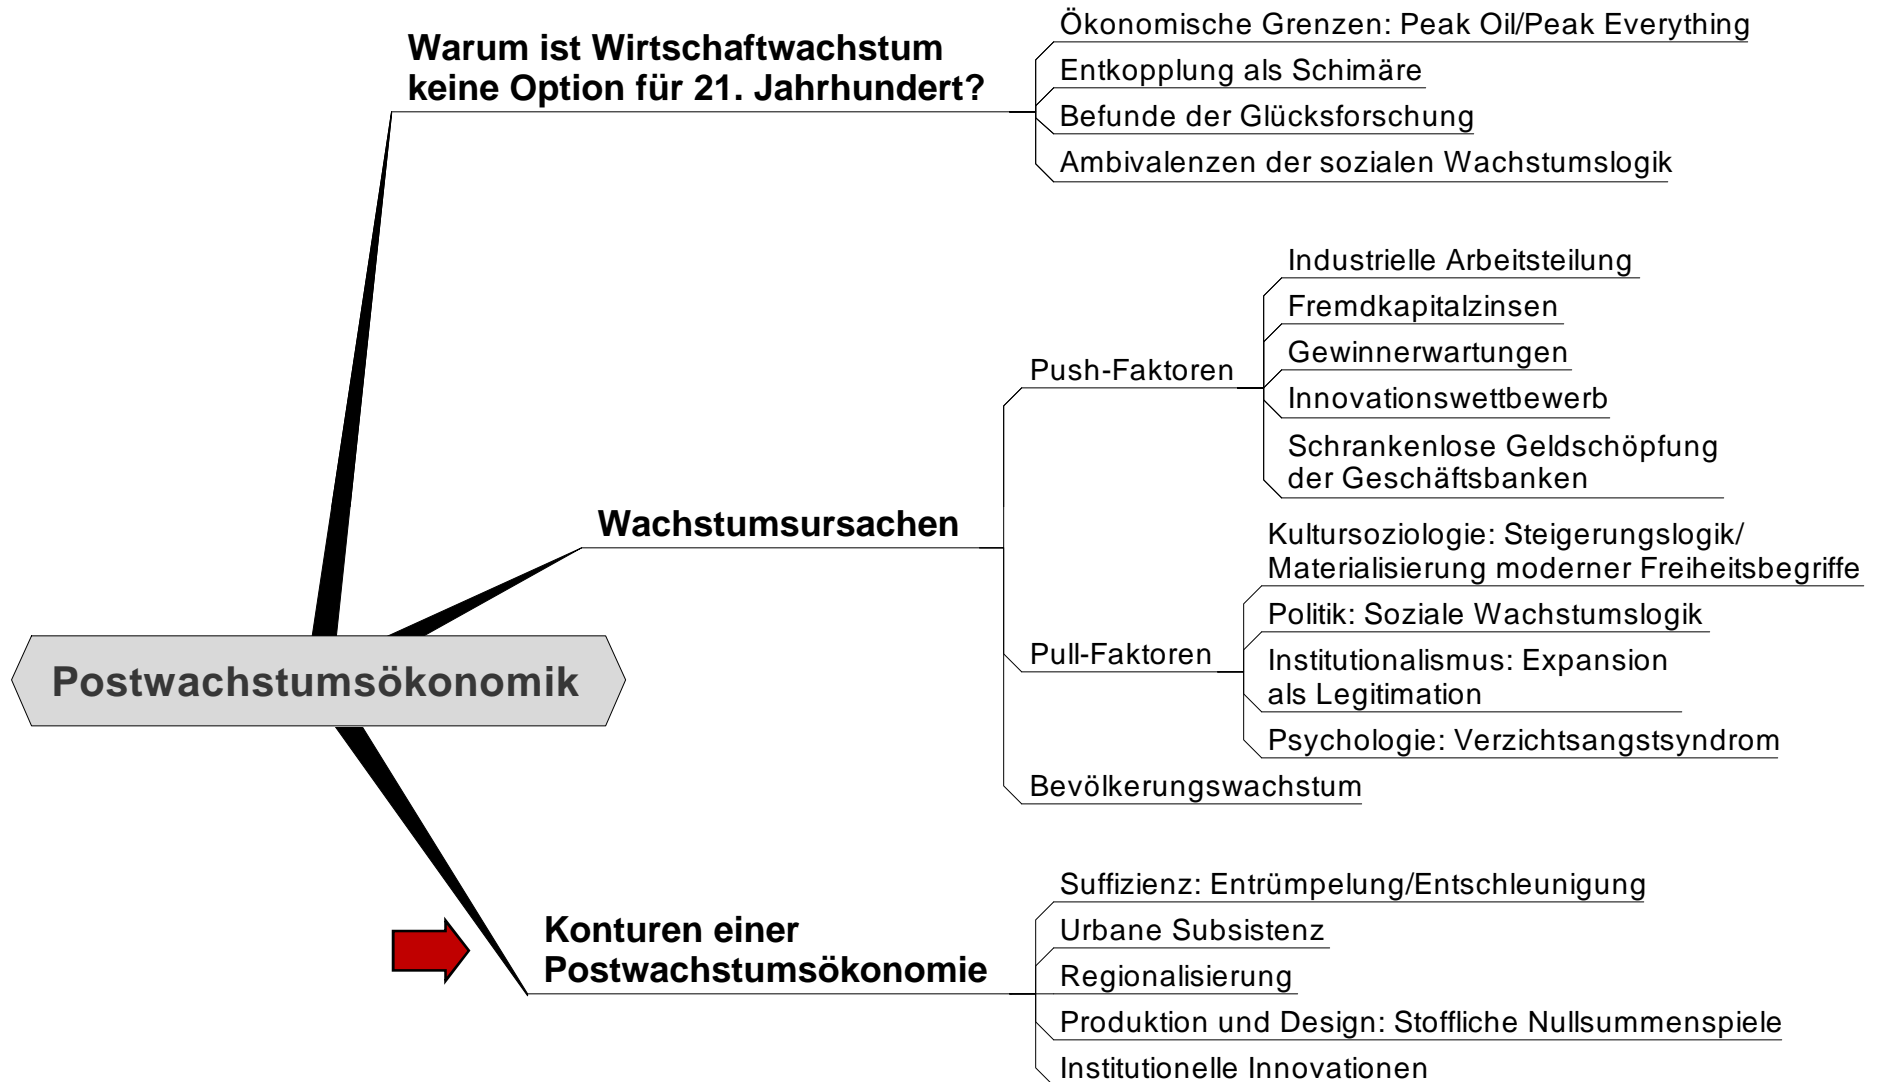 Warum ist Wirtschaftwachstum
keine Option für 21. Jahrhundert?
Ökonomische Grenzen: Peak Oil/Peak Everything
Entkopplung als Schimäre
Befunde der Glücksforschung
Ambivalenzen der sozialen Wachstumslogik
Postwachstumsökonomik
Wachstumsursachen
Push-Faktoren
Industrielle Arbeitsteilung
Fremdkapitalzinsen
Gewinnerwartungen
Innovationswettbewerb
Schrankenlose Geldschöpfung
der Geschäftsbanken
Pull-Faktoren
Kultursoziologie: Steigerungslogik/
Materialisierung moderner Freiheitsbegriffe
Politik: Soziale Wachstumslogik
Institutionalismus: Expansion
als Legitimation
Psychologie: Verzichtsangstsyndrom
Bevölkerungswachstum
Konturen einer
Postwachstumsökonomie
Suffizienz: Entrümpelung/Entschleunigung
Urbane Subsistenz
Regionalisierung
Produktion und Design: Stoffliche Nullsummenspiele
Institutionelle Innovationen